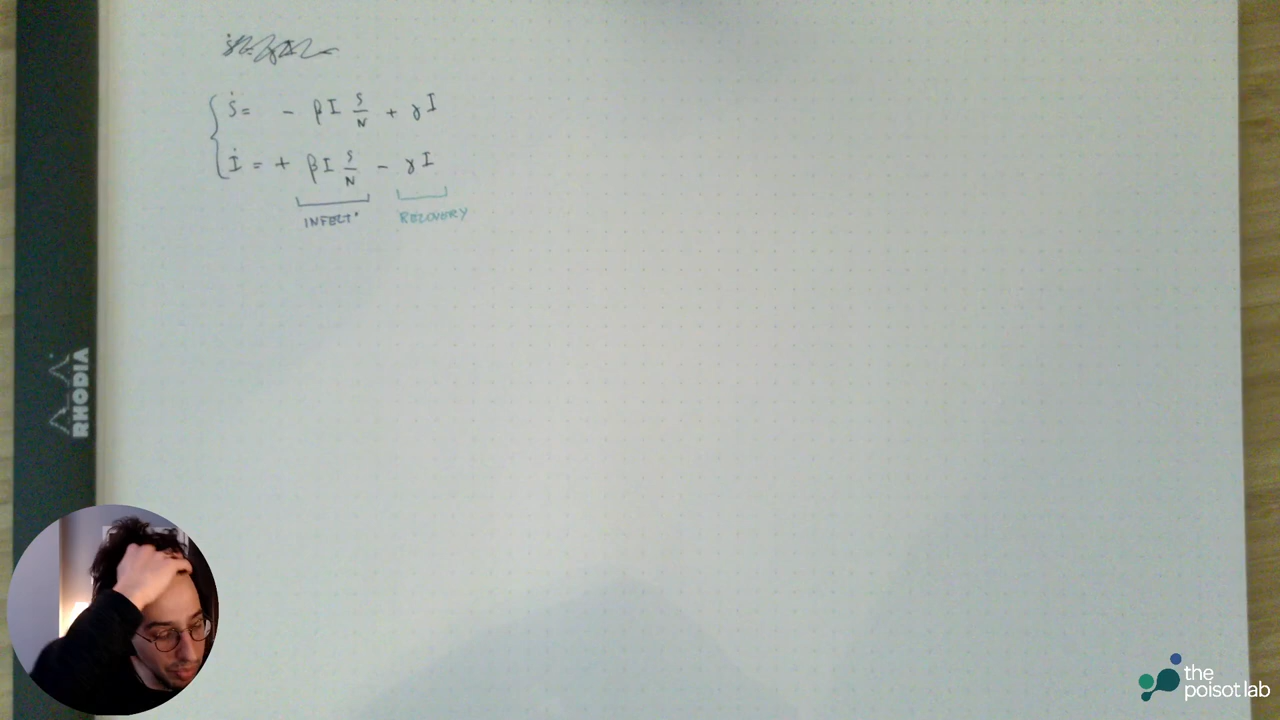 Ṡ = - βI S/N + γI
İ = + βI S/N - γI
INFECT° RECOVERY
RHODIA
the
poisot lab